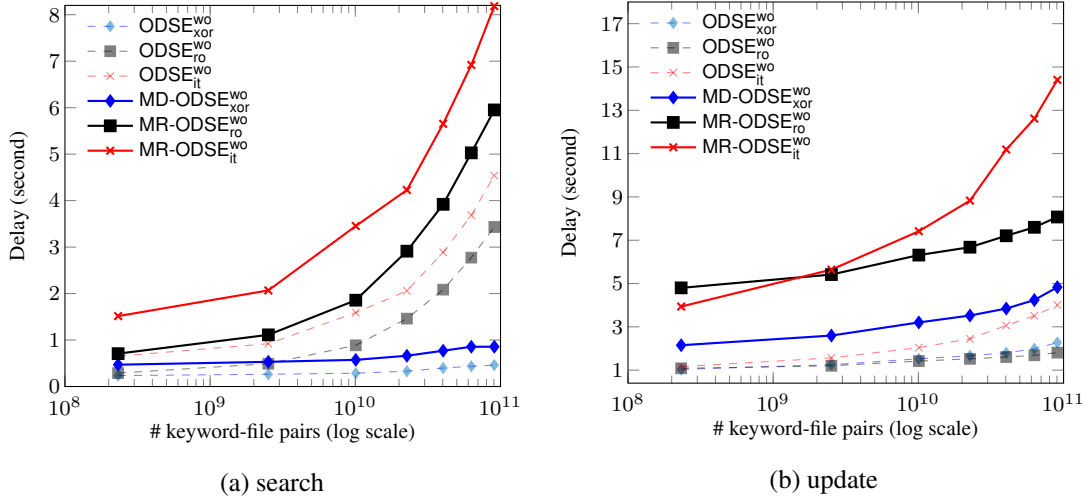 8
7
6
5
4
3
2
1
0
Delay (second)
10^8
10^9
10^10
10^11
# keyword-file pairs (log scale)
ODSE^wo_xor
ODSE^wo_ro
ODSE^wo_it
MD-ODSE^wo_xor
MR-ODSE^wo_ro
MR-ODSE^wo_it
(a) search
17
15
13
11
9
7
5
3
1
Delay (second)
10^8
10^9
10^10
10^11
# keyword-file pairs (log scale)
ODSE^wo_xor
ODSE^wo_ro
ODSE^wo_it
MD-ODSE^wo_xor
MR-ODSE^wo_ro
MR-ODSE^wo_it
(b) update